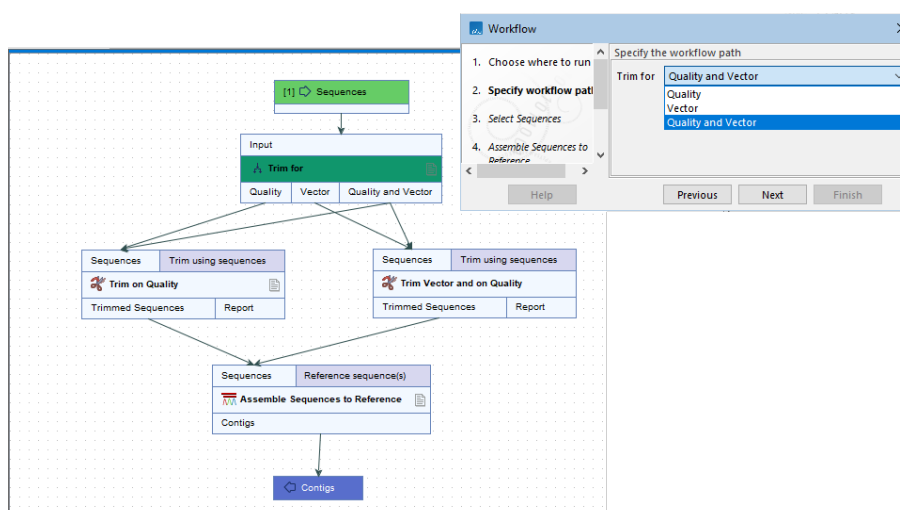 [1] Sequences
Input
Trim for
Quality Vector Quality and Vector
Sequences Trim using sequences
Trim on Quality
Trimmed Sequences Report
Sequences Trim using sequences
Trim Vector and on Quality
Trimmed Sequences Report
Sequences Reference sequence(s)
Assemble Sequences to Reference
Contigs
Contigs
Workflow
1. Choose where to run
2. Specify workflow path
3. Select Sequences
4. Assemble Sequences to
Reference
Specify the workflow path
Trim for Quality and Vector
Quality
Vector
Quality and Vector
Help Previous Next Finish